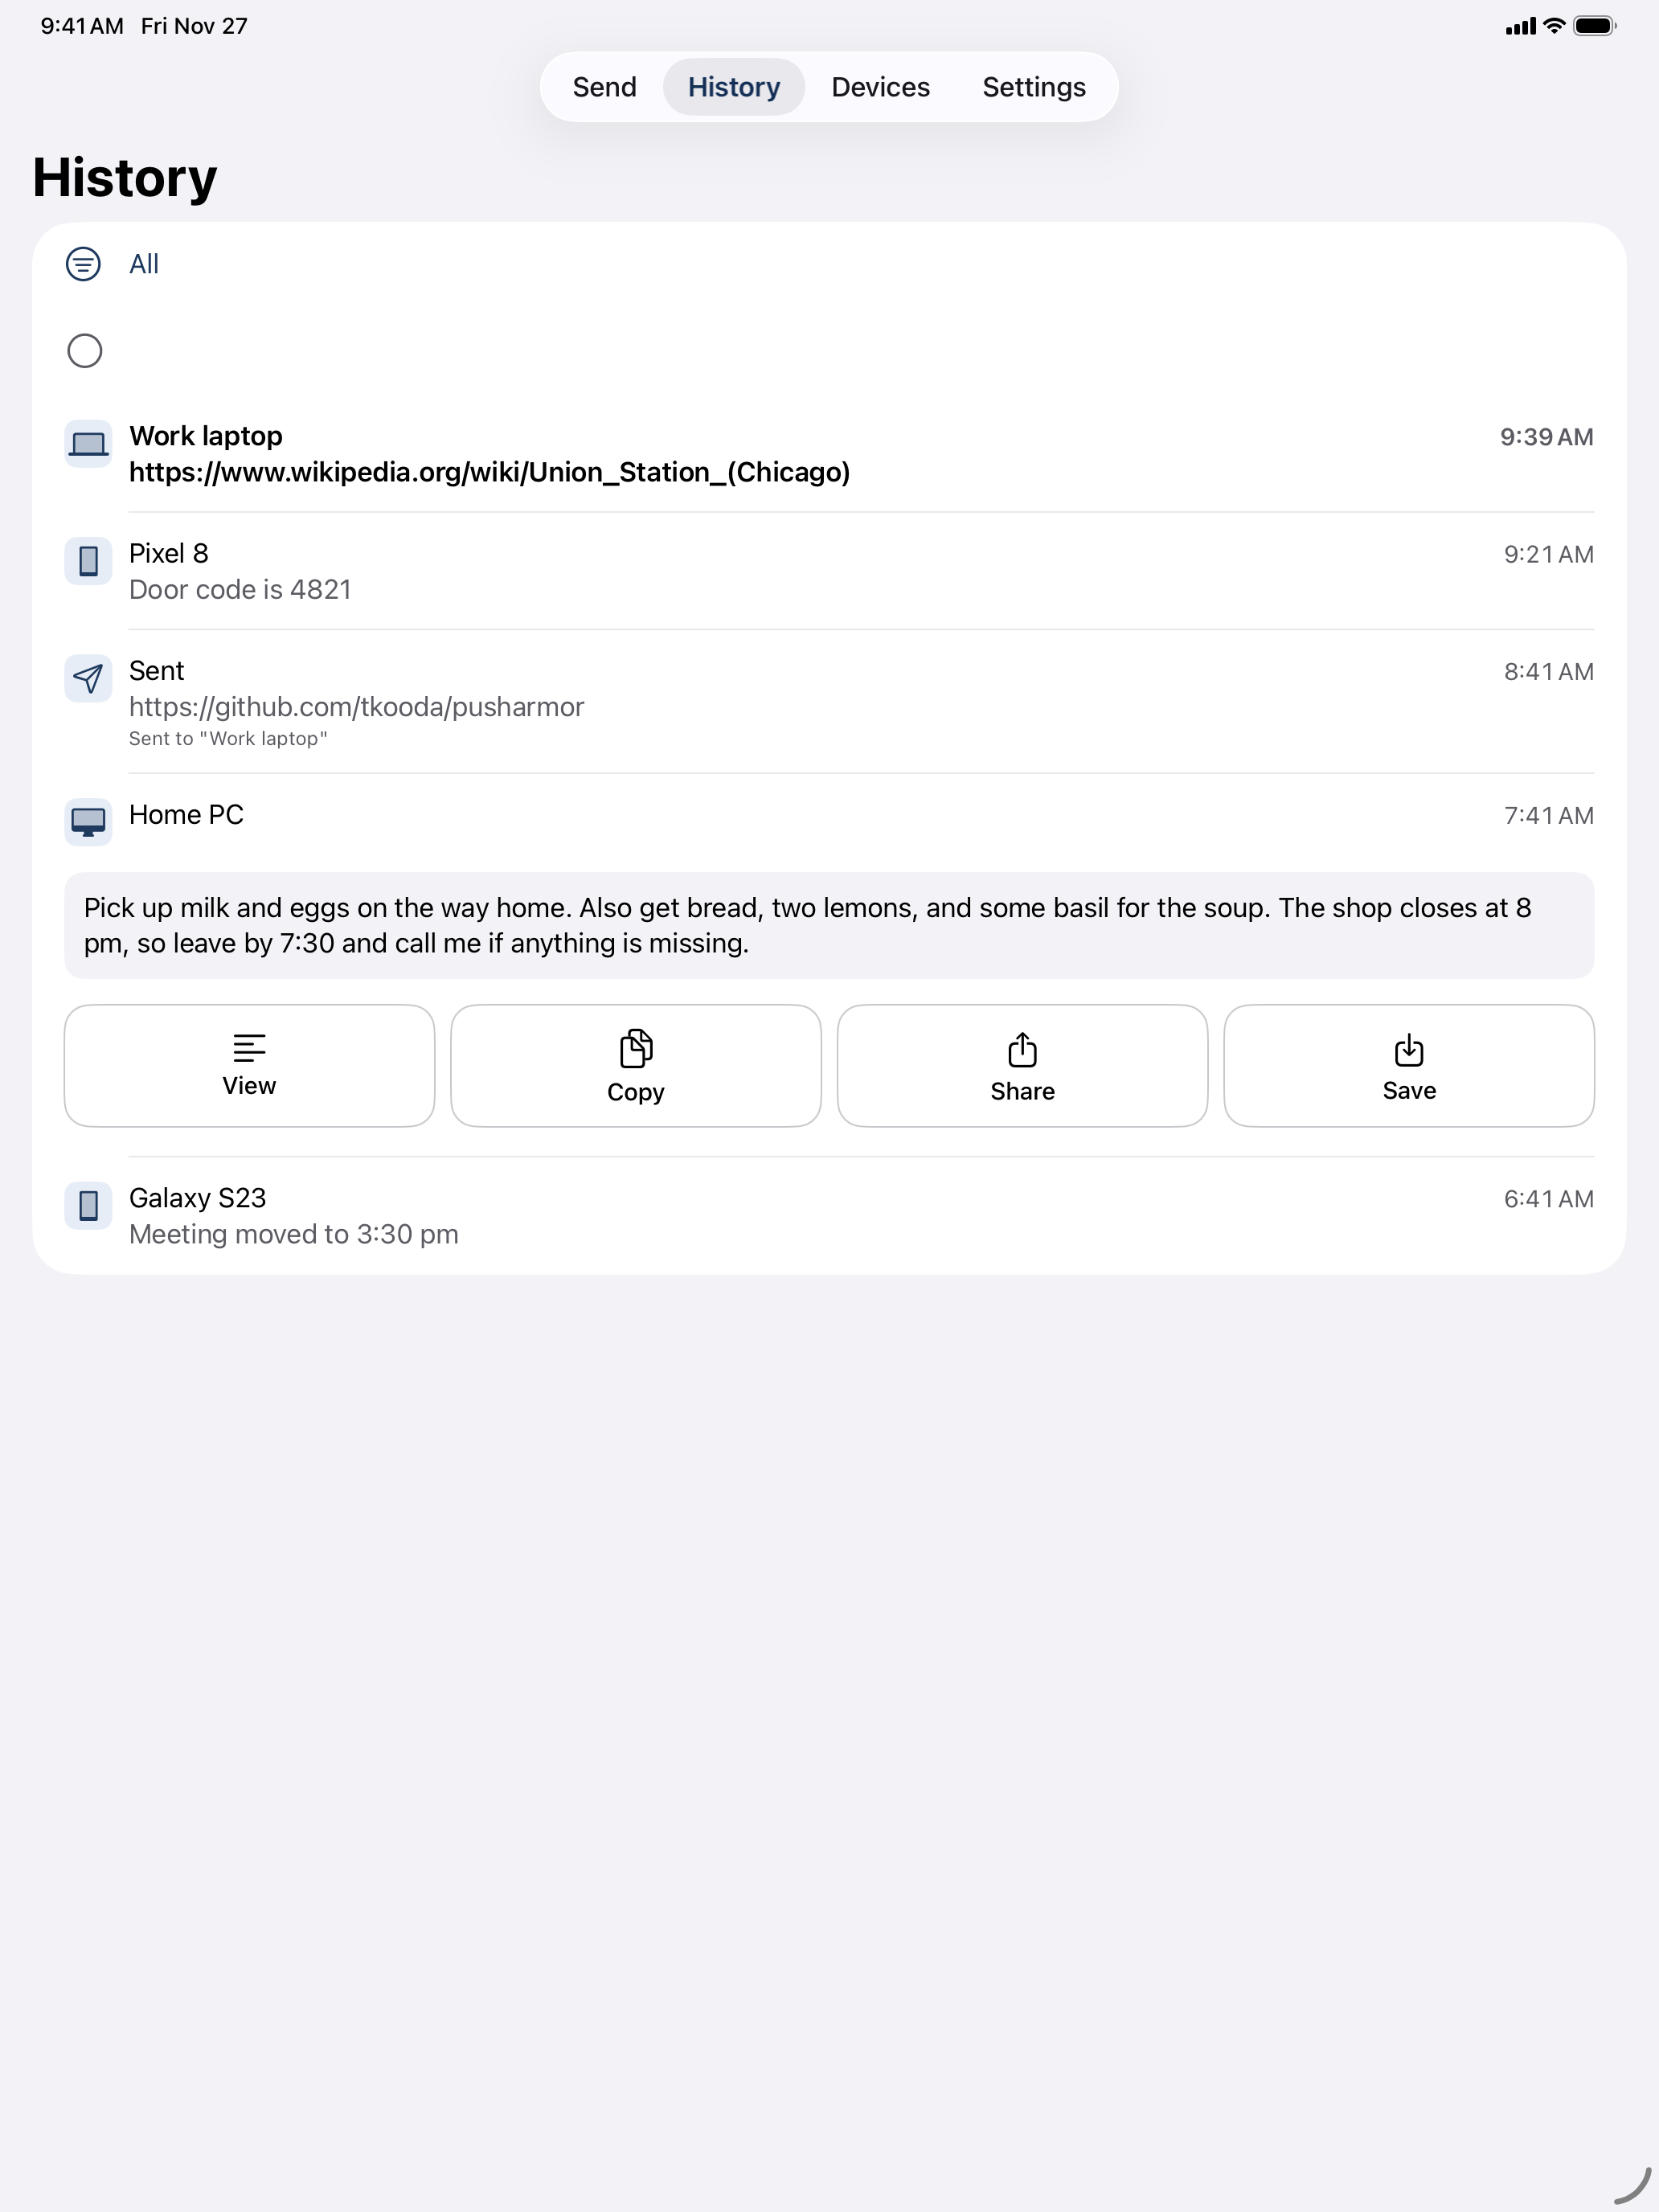 9:41 AM Fri Nov 27
Send History Devices Settings
History
All
Work laptop 9:39 AM
https://www.wikipedia.org/wiki/Union_Station_(Chicago)
Pixel 8 9:21 AM
Door code is 4821
Sent 8:41 AM
https://github.com/tkooda/pusharmor
Sent to "Work laptop"
Home PC 7:41 AM
Pick up milk and eggs on the way home. Also get bread, two lemons, and some basil for the soup. The shop closes at 8
pm, so leave by 7:30 and call me if anything is missing.
View Copy Share Save
Galaxy S23 6:41 AM
Meeting moved to 3:30 pm